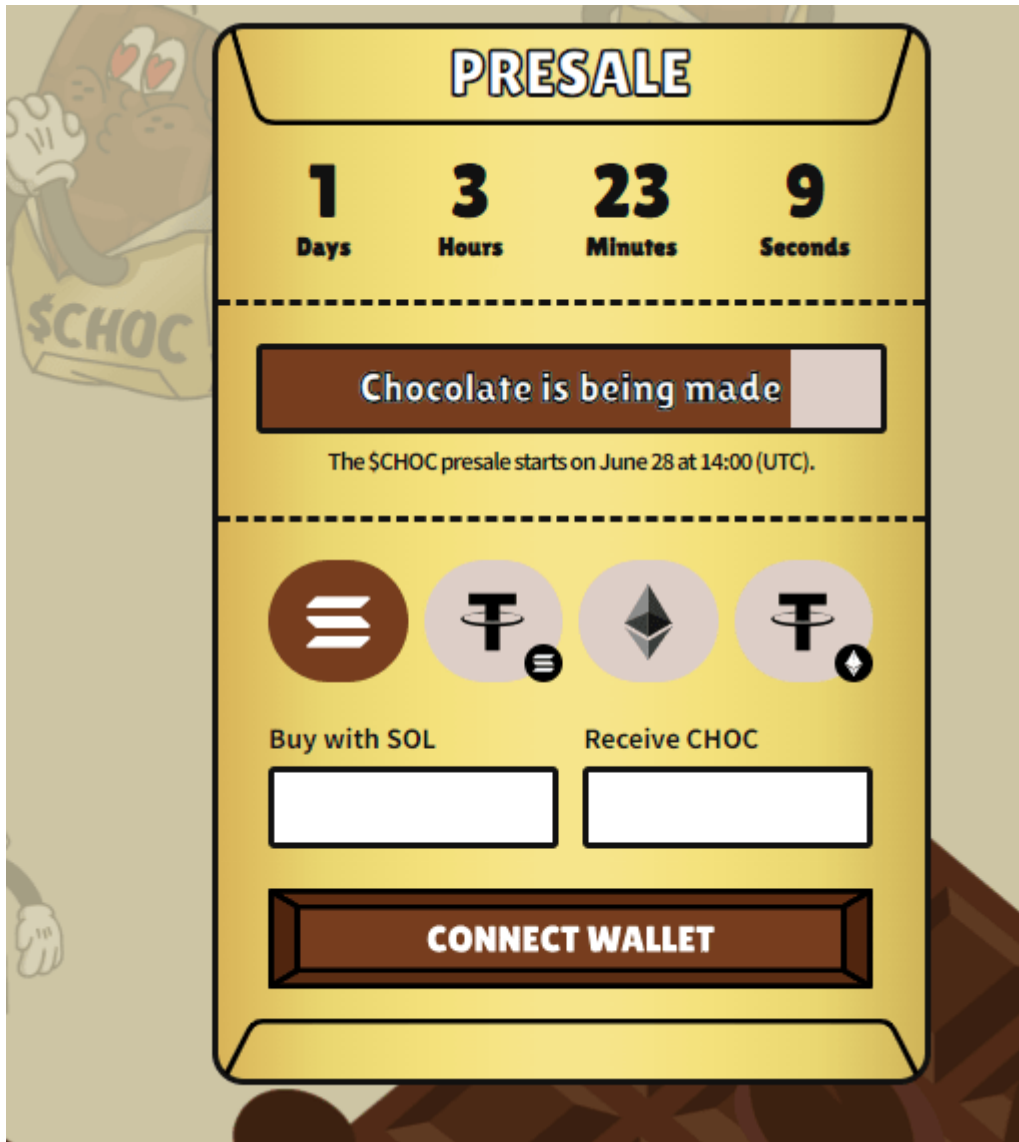 PRESALE
1 3 23 9
Days Hours Minutes Seconds
$CHOC
Chocolate is being made
The $CHOC presale starts on June 28 at 14:00 (UTC).
Buy with SOL Receive CHOC
CONNECT WALLET